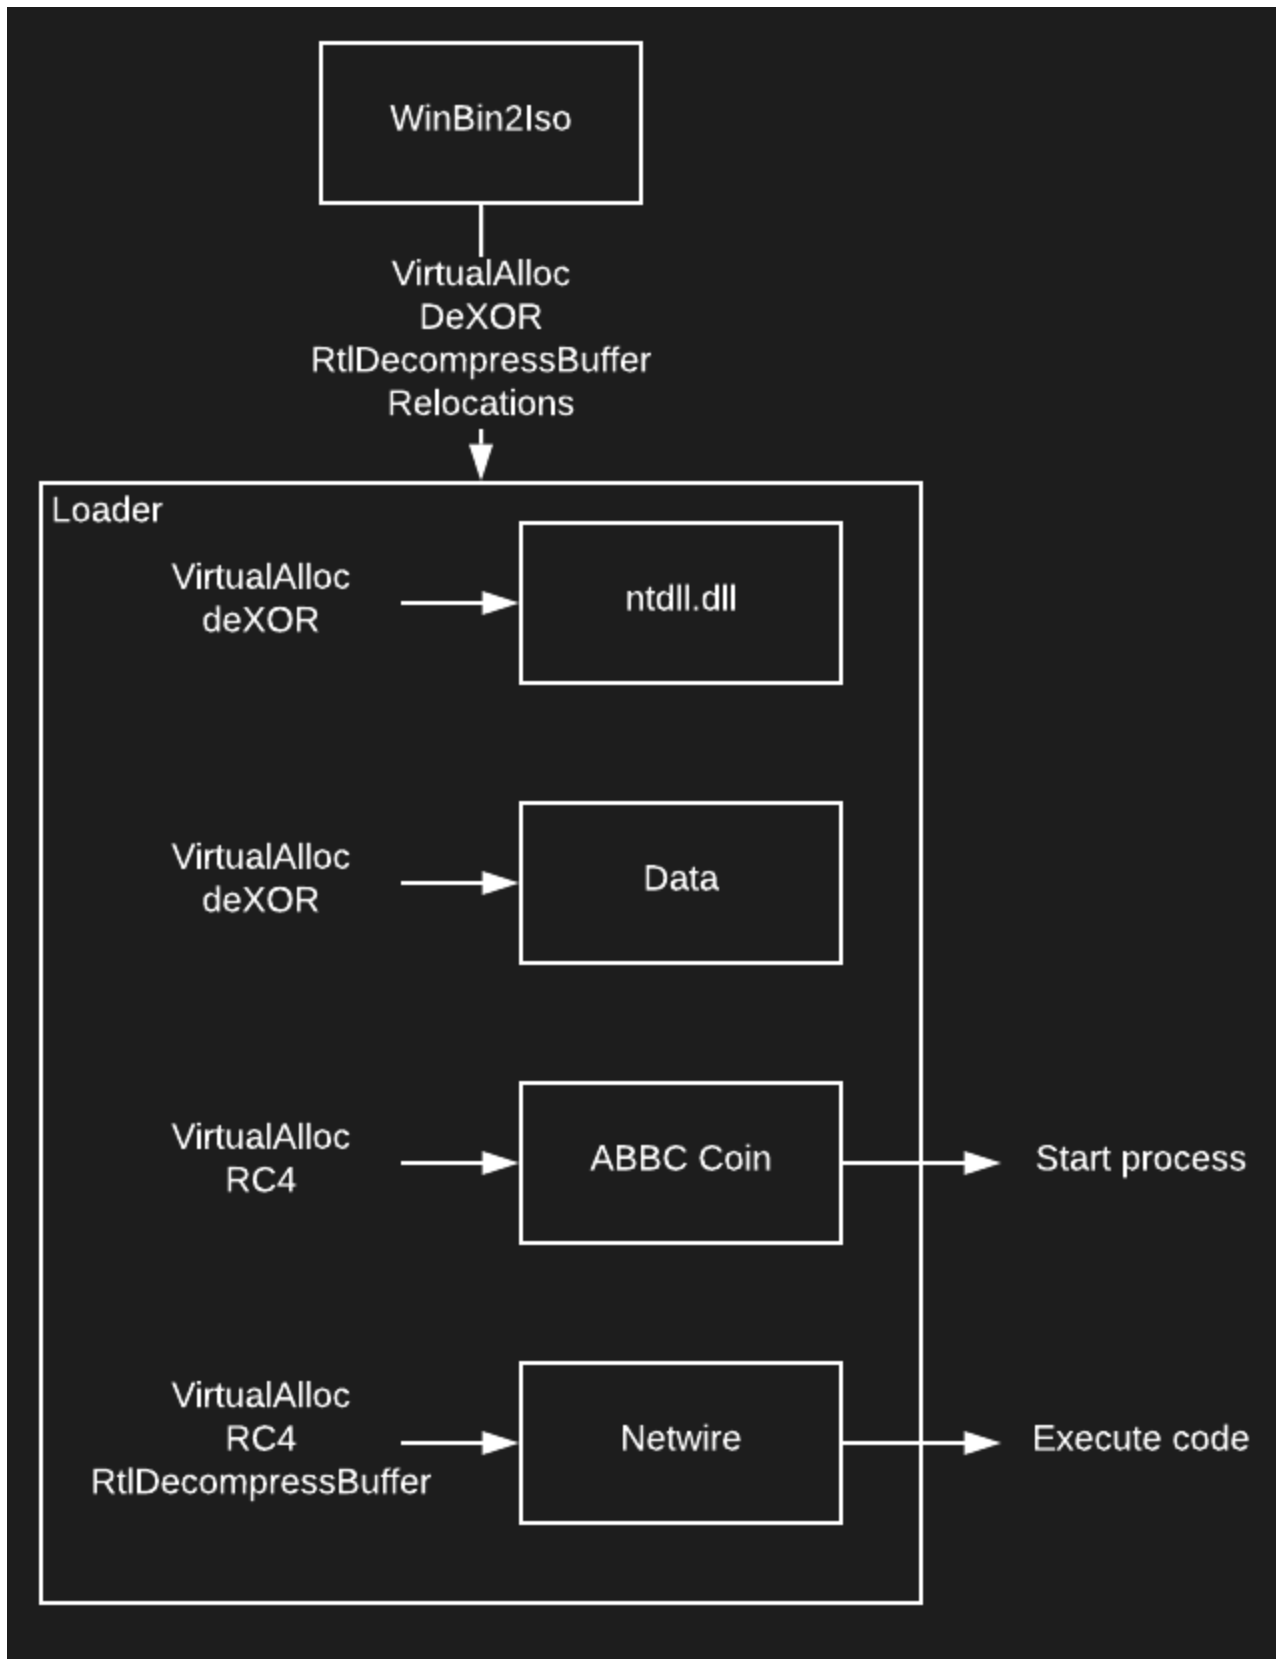 WinBin2Iso
VirtualAlloc
DeXOR
RtlDecompressBuffer
Relocations
Loader
VirtualAlloc
deXOR
ntdll.dll
VirtualAlloc
deXOR
Data
VirtualAlloc
RC4
ABBC Coin
Start process
VirtualAlloc
RC4
RtlDecompressBuffer
Netwire
Execute code